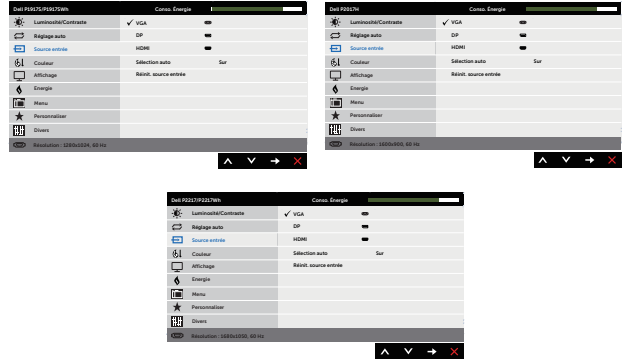 Dell P1917S/P1917SWh Conso. Énergie
Luminosité/Contraste ✓ VGA
Réglage auto DP
Source entrée HDMI
Couleur Sélection auto Sur
Affichage Réinit. source entrée
Energie
Menu
Personnaliser
Divers
Résolution : 1280x1024, 60 Hz
Dell P2017H Conso. Énergie
Luminosité/Contraste ✓ VGA
Réglage auto DP
Source entrée HDMI
Couleur Sélection auto Sur
Affichage Réinit. source entrée
Energie
Menu
Personnaliser
Divers
Résolution : 1600x900, 60 Hz
Dell P2217/P2217Wh Conso. Énergie
Luminosité/Contraste ✓ VGA
Réglage auto DP
Source entrée HDMI
Couleur Sélection auto Sur
Affichage Réinit. source entrée
Energie
Menu
Personnaliser
Divers
Résolution : 1680x1050, 60 Hz